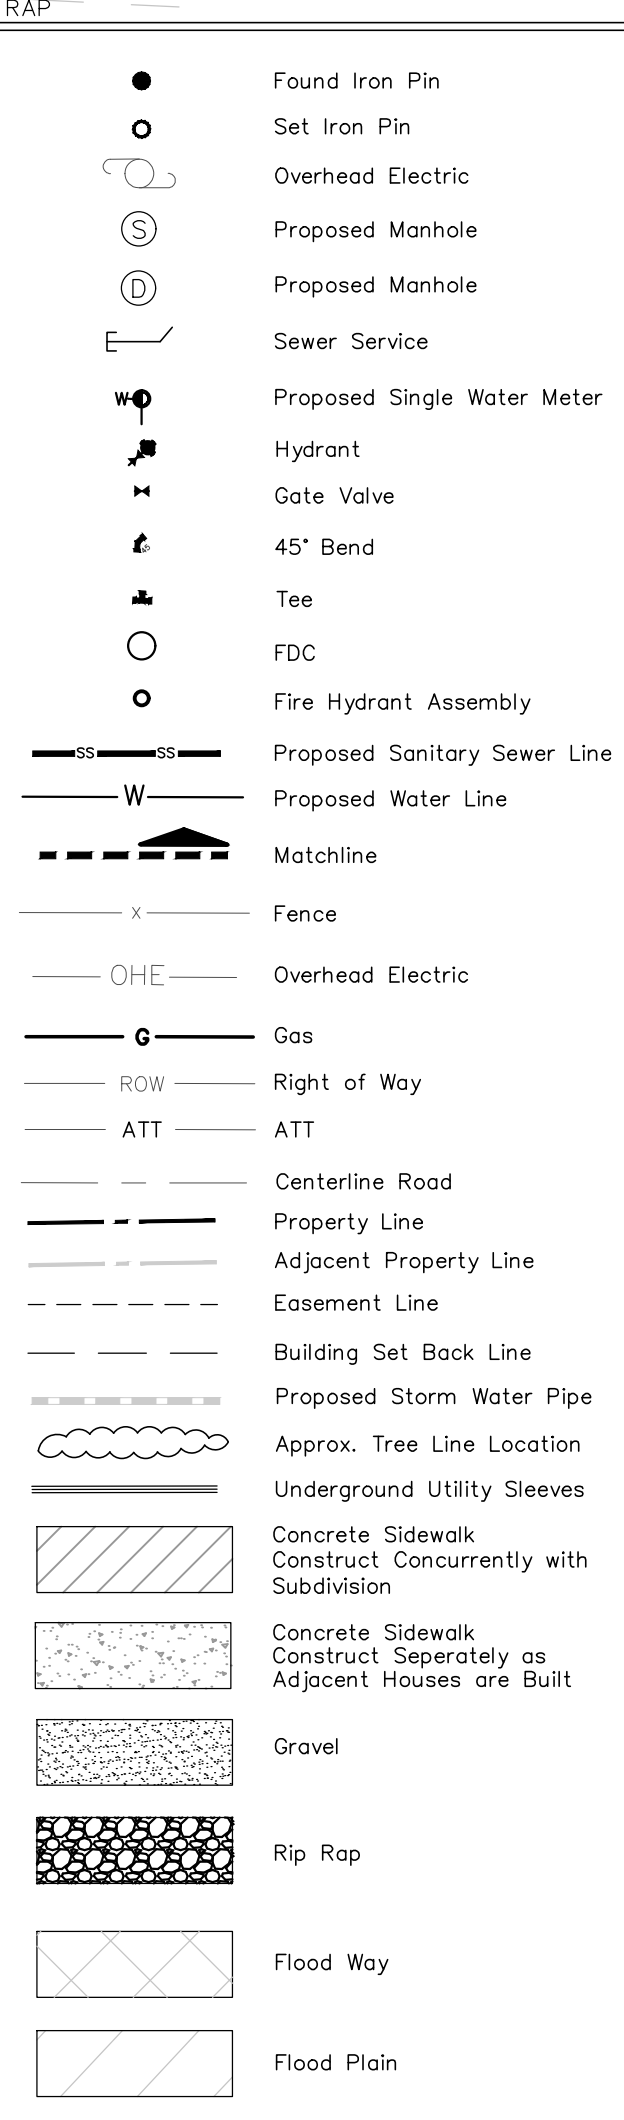 RAP
Found Iron Pin
Set Iron Pin
Overhead Electric
S Proposed Manhole
D Proposed Manhole
Sewer Service
W Proposed Single Water Meter
Hydrant
Gate Valve
45 45° Bend
Tee
FDC
Fire Hydrant Assembly
SS SS Proposed Sanitary Sewer Line
W Proposed Water Line
Matchline
X Fence
OHE Overhead Electric
G Gas
ROW Right of Way
ATT ATT
Centerline Road
Property Line
Adjacent Property Line
Easement Line
Building Set Back Line
Proposed Storm Water Pipe
Approx. Tree Line Location
Underground Utility Sleeves
Concrete Sidewalk
Construct Concurrently with
Subdivision
Concrete Sidewalk
Construct Seperately as
Adjacent Houses are Built
Gravel
Rip Rap
Flood Way
Flood Plain